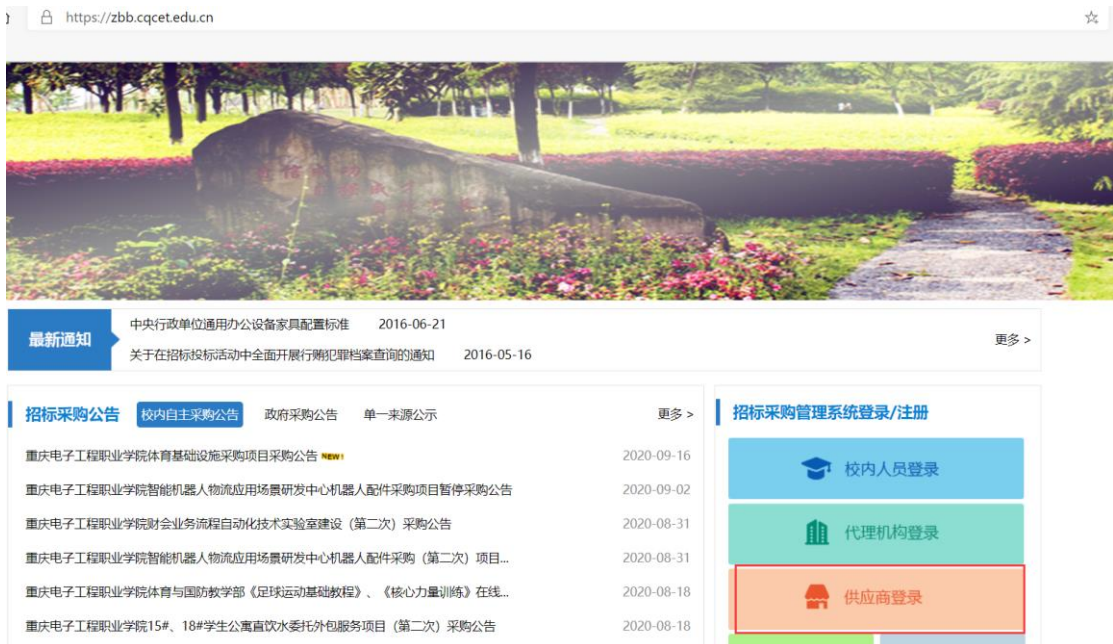 https://zbb.cqcet.edu.cn
最新通知
中央行政单位通用办公设备家具配置标准 2016-06-21
更多 >
关于在招标投标活动中全面开展行贿犯罪档案查询的通知 2016-05-16
招标采购公告 校内自主采购公告 政府采购公告 单一来源公示 更多 >
重庆电子工程职业学院体育基础设施采购项目采购公告 NEW! 2020-09-16
重庆电子工程职业学院智能机器人物流应用场景研发中心机器人配件采购项目暂停采购公告 2020-09-02
重庆电子工程职业学院财会业务流程自动化技术实验室建设（第二次）采购公告 2020-08-31
重庆电子工程职业学院智能机器人物流应用场景研发中心机器人配件采购（第二次）项目... 2020-08-31
重庆电子工程职业学院体育与国防教学部《足球运动基础教程》、《核心力量训练》在线... 2020-08-18
重庆电子工程职业学院15#、18#学生公寓直饮水委托外包服务项目（第二次）采购公告 2020-08-18
招标采购管理系统登录/注册
校内人员登录
代理机构登录
供应商登录